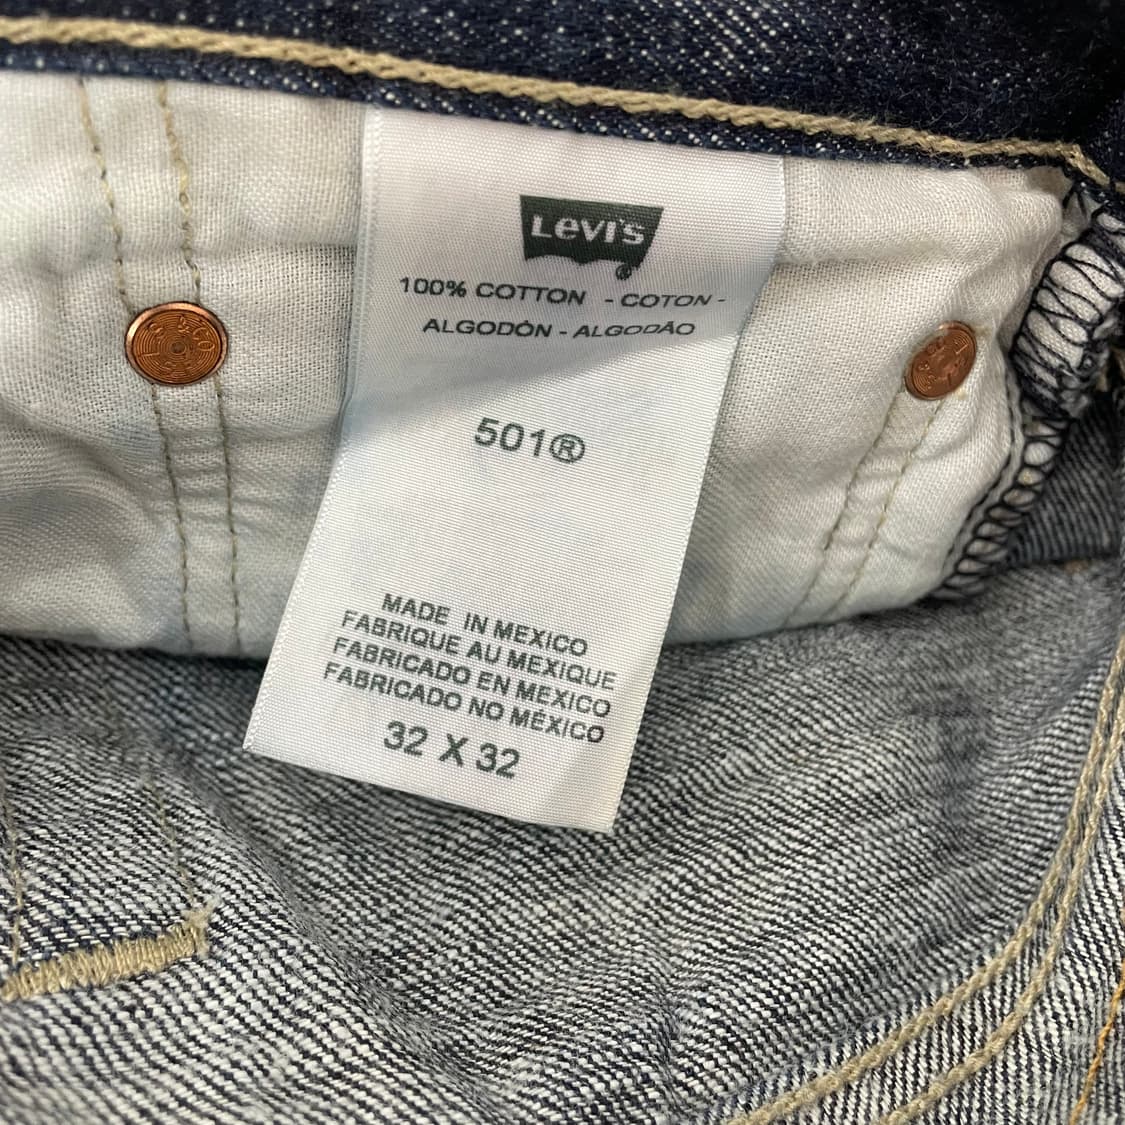 Levi's
100% COTTON - COTON -
ALGODÓN - ALGODÃO
501®
MADE IN MEXICO
FABRIQUE AU MEXIQUE
FABRICADO EN MEXICO
FABRICADO NO MÉXICO
32 X 32